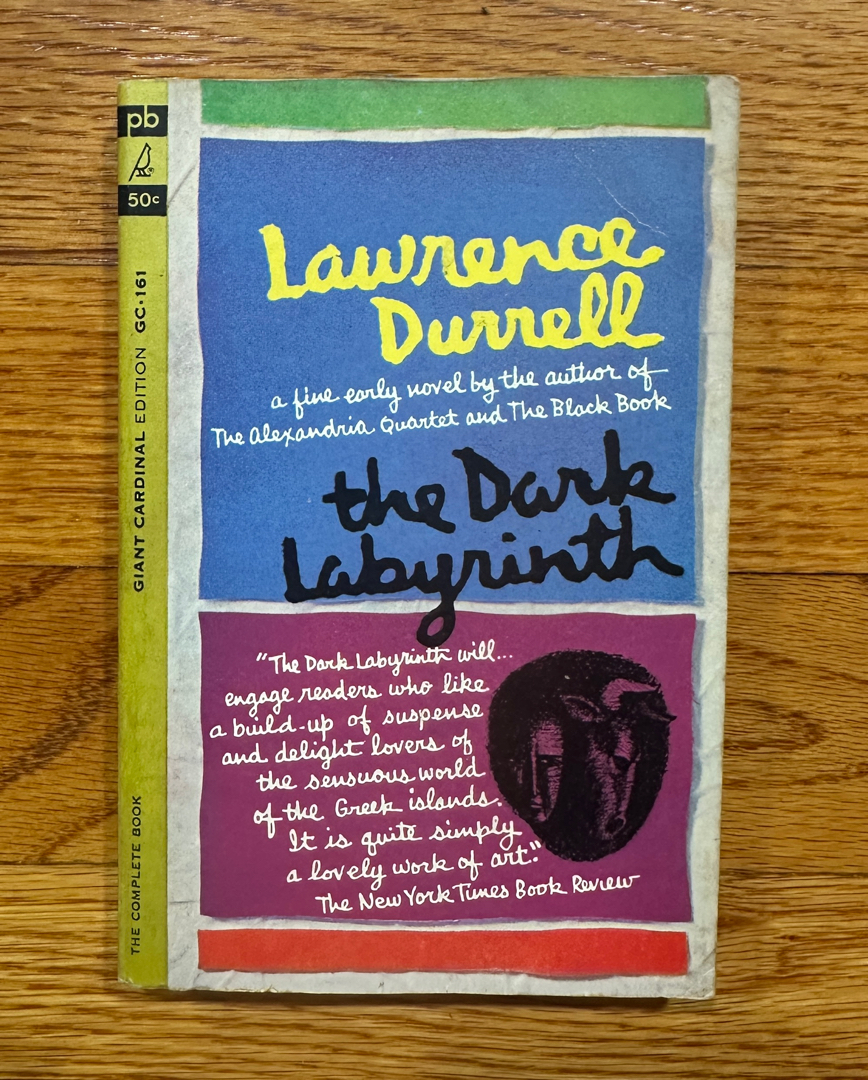 pb
50c
GIANT CARDINAL EDITION GC·161
THE COMPLETE BOOK
Lawrence
Durrell
a fine early novel by the author of
The Alexandria Quartet and The Black Book
the Dark
Labyrinth
"The Dark Labyrinth will...
engage readers who like
a build-up of suspense
and delight lovers of
the sensuous world
of the Greek islands.
It is quite simply
a lovely work of art."
The New York Times Book Review